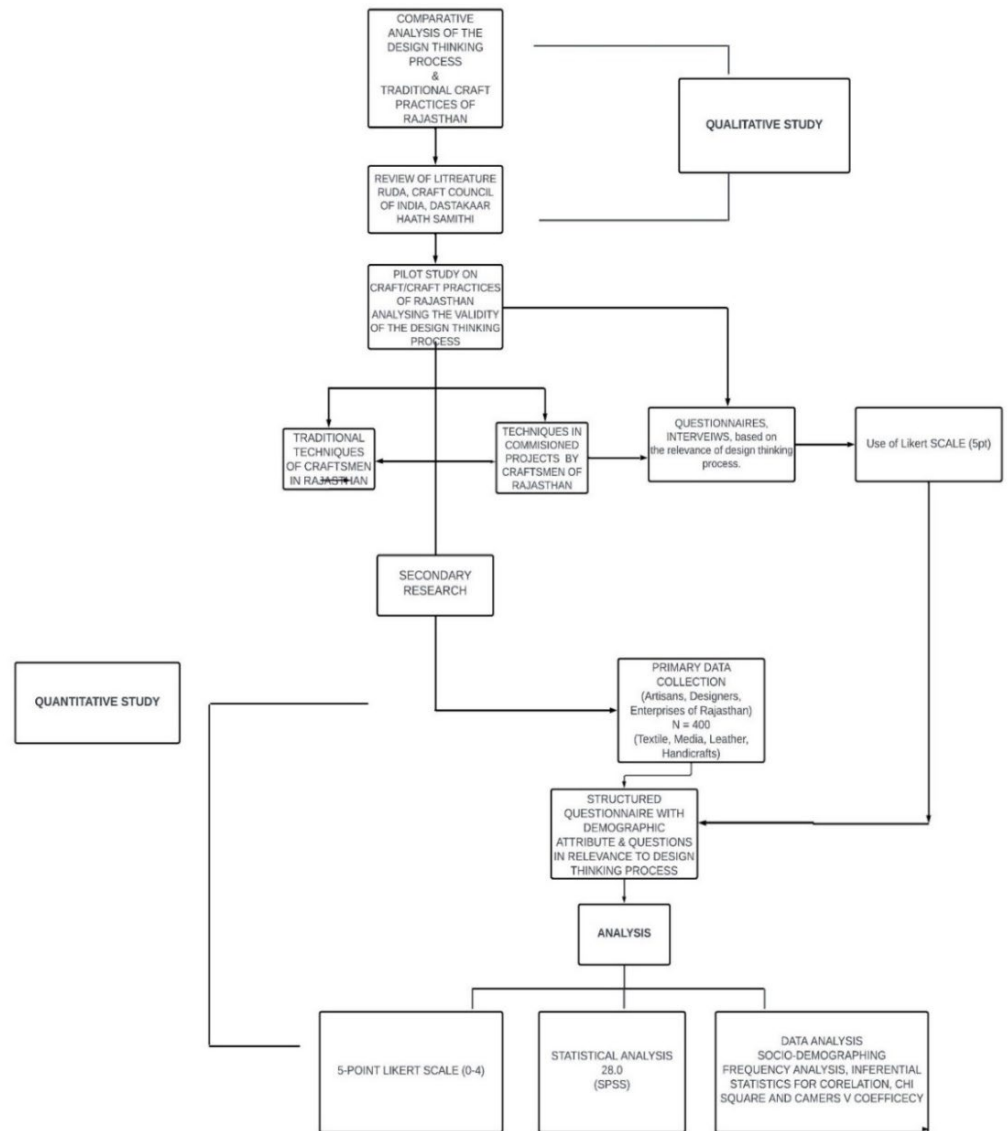 COMPARATIVE
ANALYSIS OF THE
DESIGN THINKING
PROCESS
&
TRADITIONAL CRAFT
PRACTICES OF
RAJASTHAN
QUALITATIVE STUDY
REVIEW OF LITREATURE
RUDA, CRAFT COUNCIL
OF INDIA, DASTAKAAR
HAATH SAMITHI
PILOT STUDY ON
CRAFT/CRAFT PRACTICES
OF RAJASTHAN
ANALYSING THE VALIDITY
OF THE DESIGN THINKING
PROCESS
TRADITIONAL
TECHNIQUES
OF CRAFTSMEN
IN RAJASTHAN
TECHNIQUES IN
COMMISIONED
PROJECTS BY
CRAFTSMEN OF
RAJASTHAN
QUESTIONNAIRES,
INTERVEIWS, based on
the relevance of design thinking
process.
Use of Likert SCALE (5pt)
SECONDARY
RESEARCH
QUANTITATIVE STUDY
PRIMARY DATA
COLLECTION
(Artisans, Designers,
Enterprises of Rajasthan)
N = 400
(Textile, Media, Leather,
Handicrafts)
STRUCTURED
QUESTIONNAIRE WITH
DEMOGRAPHIC
ATTRIBUTE & QUESTIONS
IN RELEVANCE TO DESIGN
THINKING PROCESS
ANALYSIS
5-POINT LIKERT SCALE (0-4)
STATISTICAL ANALYSIS
28.0
(SPSS)
DATA ANALYSIS
SOCIO-DEMOGRAPHING
FREQUENCY ANALYSIS, INFERENTIAL
STATISTICS FOR CORELATION, CHI
SQUARE AND CAMERS V COEFFICECY